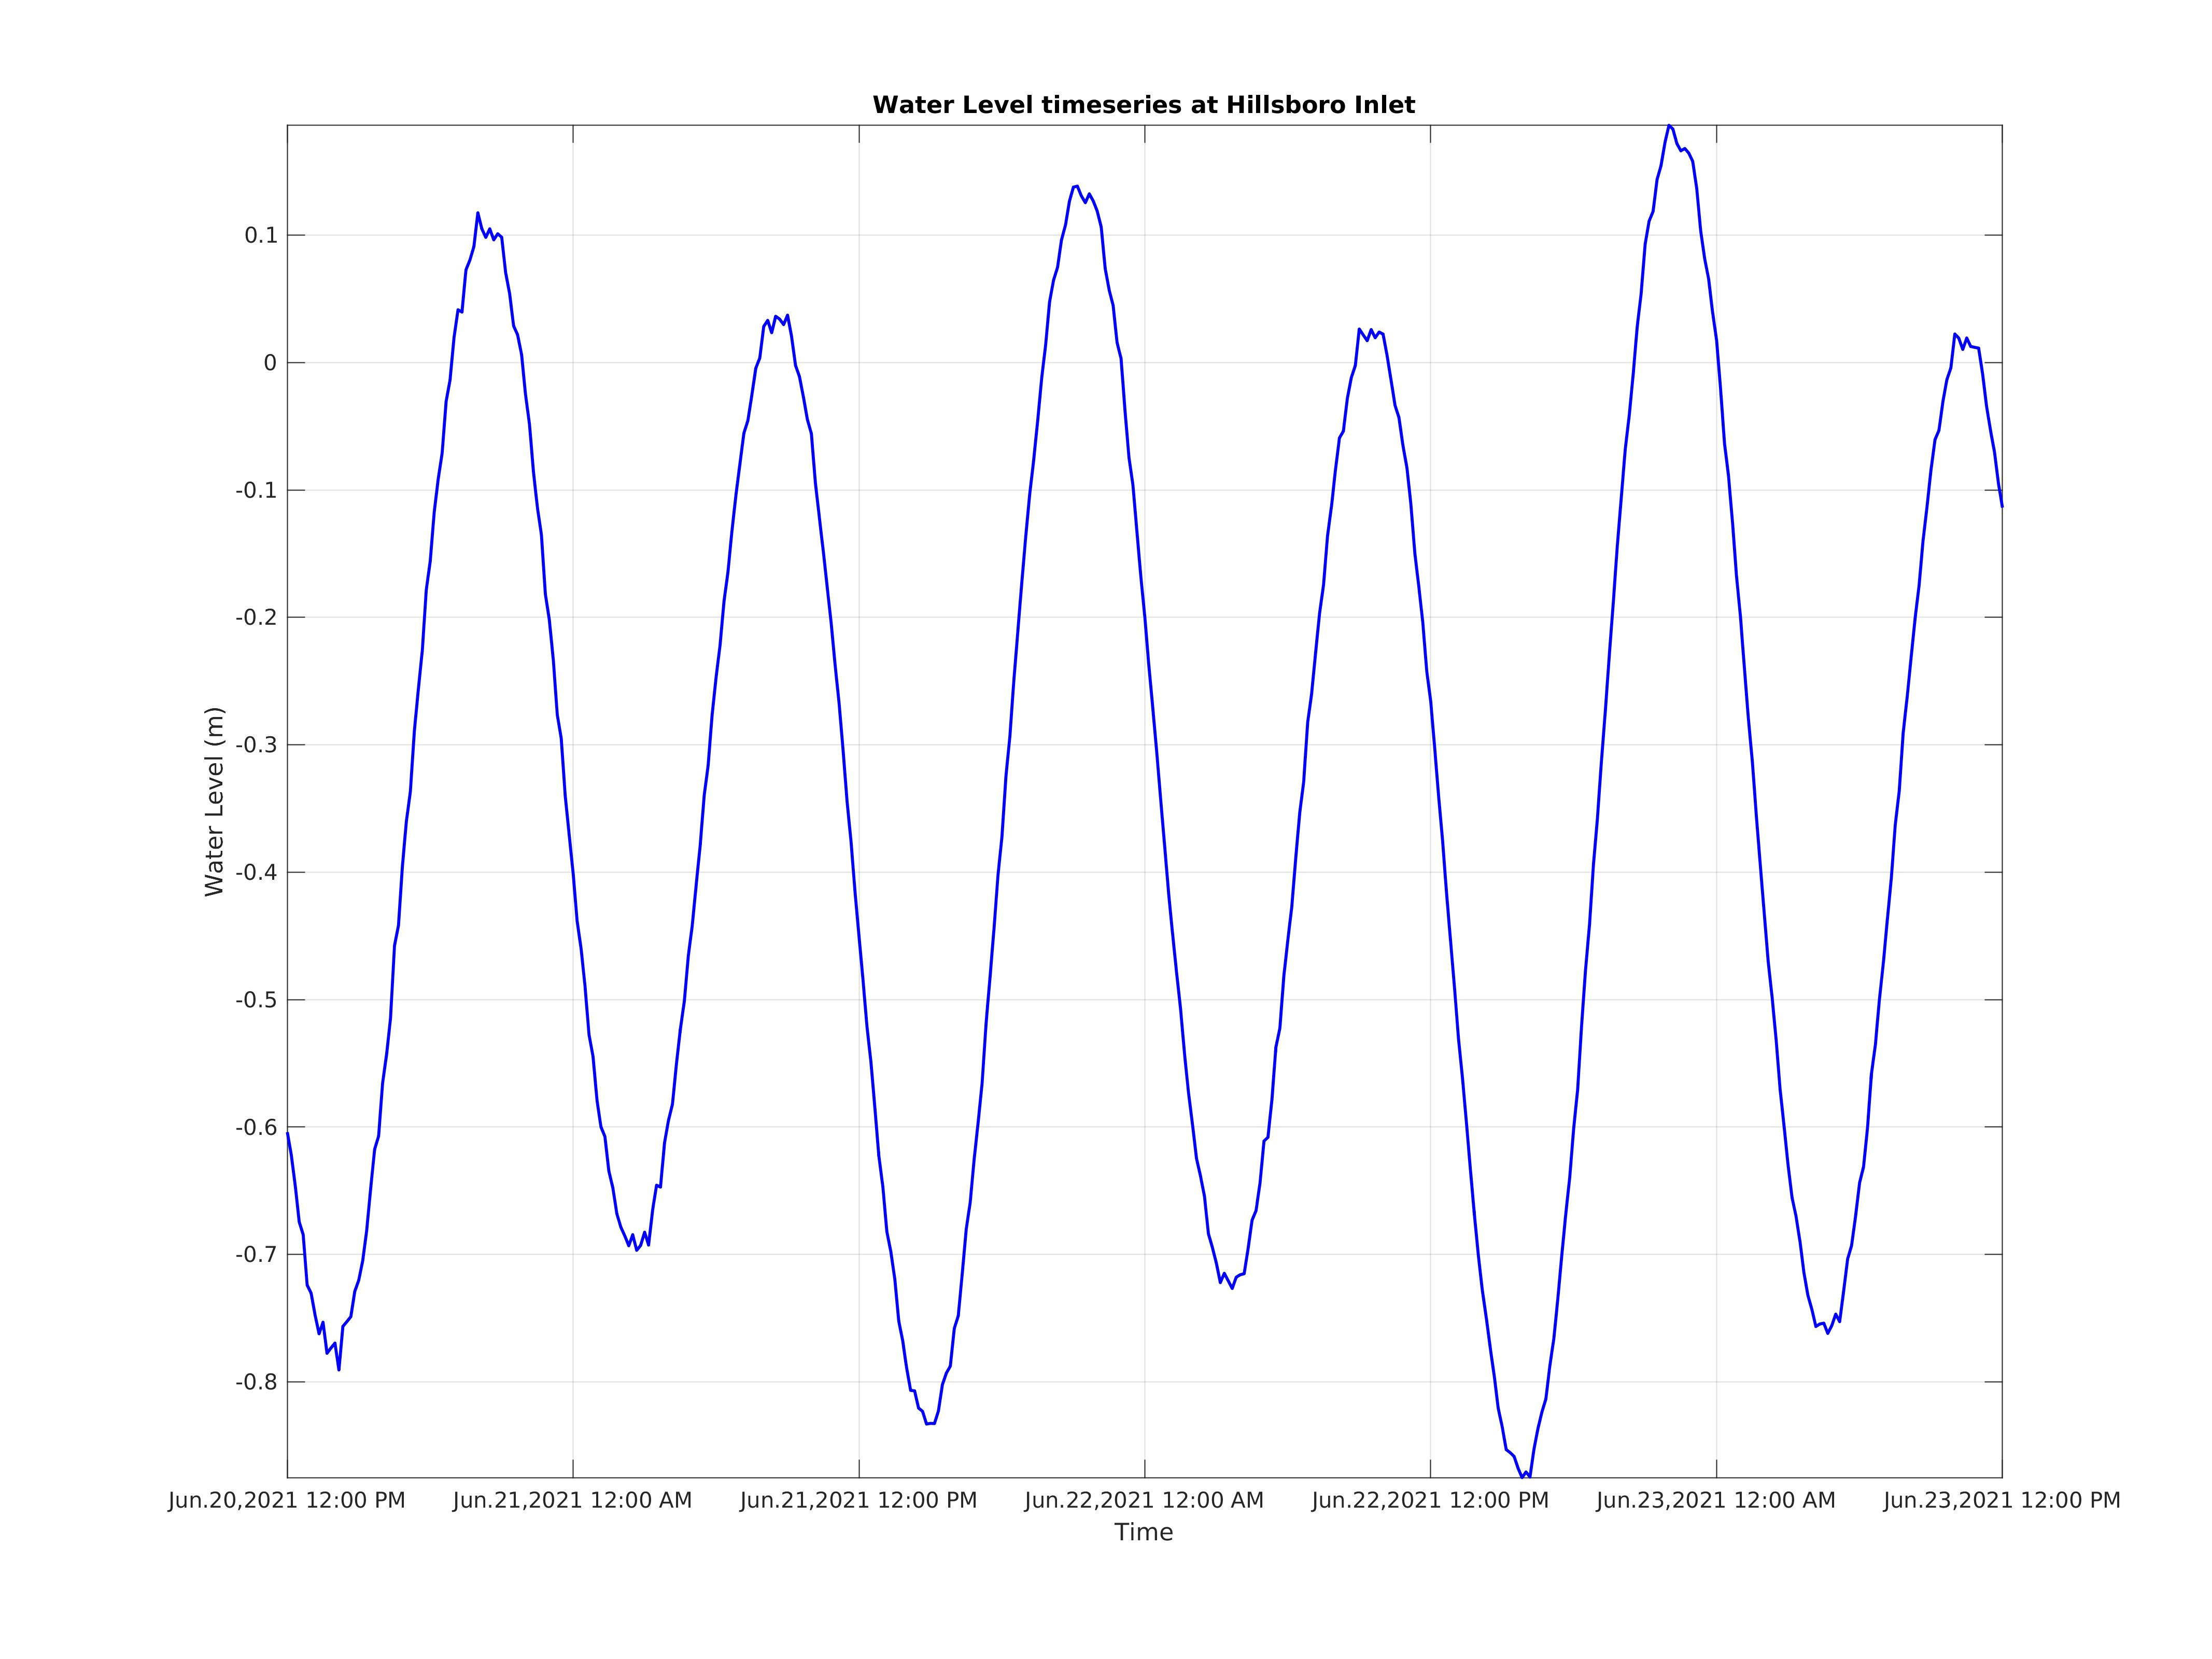 Water Level timeseries at Hillsboro Inlet
0.1
0
-0.1
-0.2
-0.3
-0.4
-0.5
-0.6
-0.7
-0.8
Water Level (m)
Jun.20,2021 12:00 PM
Jun.21,2021 12:00 AM
Jun.21,2021 12:00 PM
Jun.22,2021 12:00 AM
Jun.22,2021 12:00 PM
Jun.23,2021 12:00 AM
Jun.23,2021 12:00 PM
Time